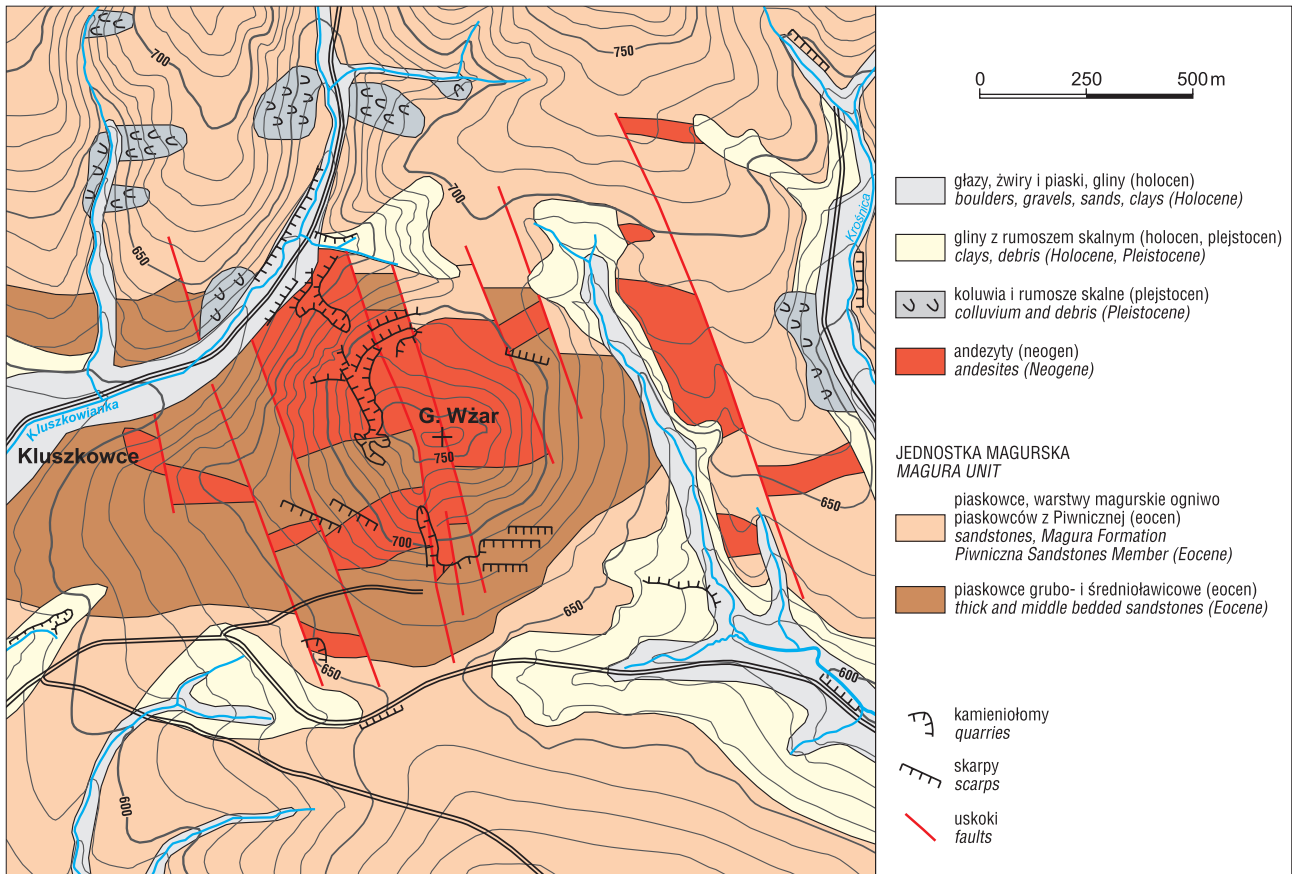 700
750
0 250 500 m
700
650
Krośnica
głazy, żwiry i piaski, gliny (holocen)
boulders, gravels, sands, clays (Holocene)
gliny z rumoszem skalnym (holocen, plejstocen)
clays, debris (Holocene, Pleistocene)
koluwia i rumosze skalne (plejstocen)
colluvium and debris (Pleistocene)
andezyty (neogen)
andesites (Neogene)
Kluszkowianka
G. Wżar
Kluszkowce
750
650
700
650
650
600
600
JEDNOSTKA MAGURSKA
MAGURA UNIT
piaskowce, warstwy magurskie ogniwo
piaskowców z Piwnicznej (eocen)
sandstones, Magura Formation
Piwniczna Sandstones Member (Eocene)
piaskowce grubo- i średnioławicowe (eocen)
thick and middle bedded sandstones (Eocene)
kamieniołomy
quarries
skarpy
scarps
uskoki
faults